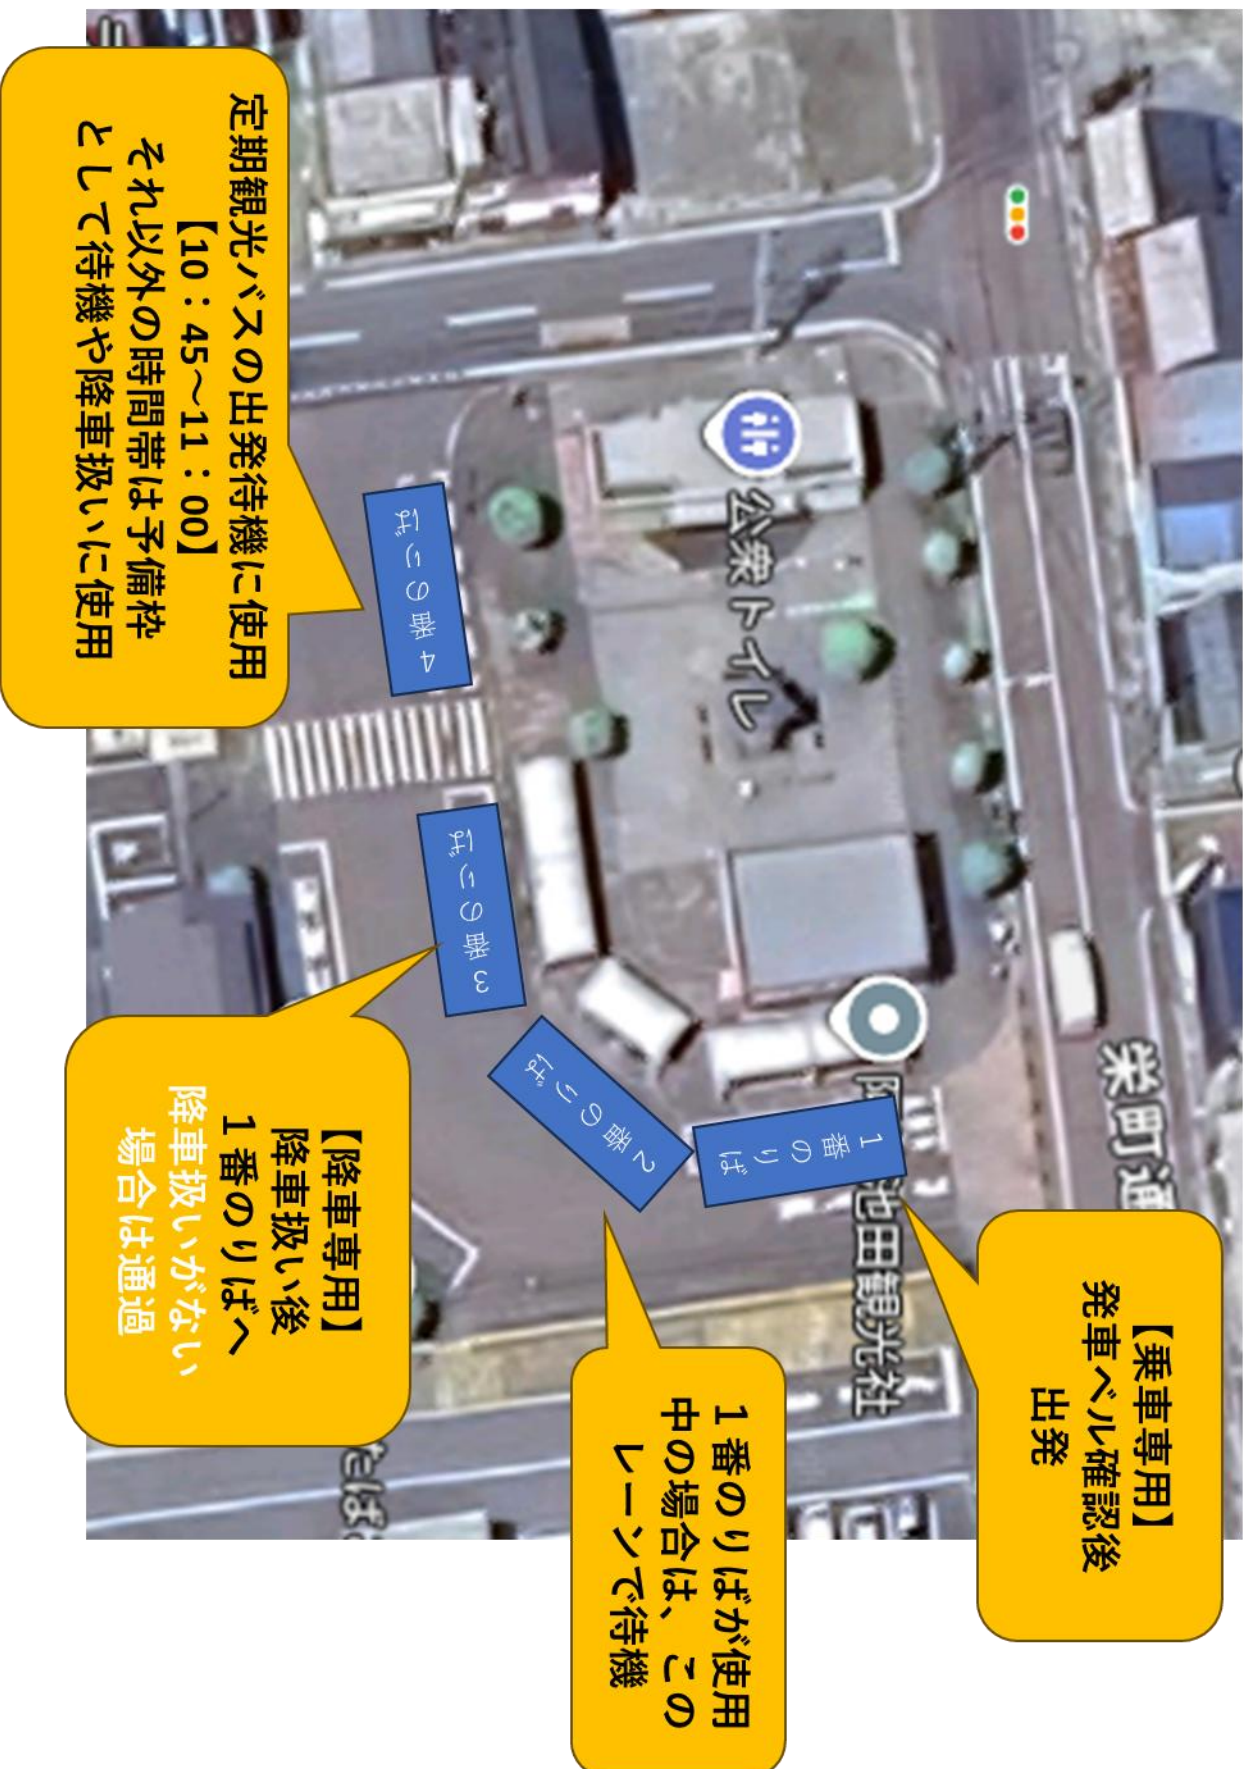 定期観光バスの出発待機に使用
【10：45～11：00】
それ以外の時間帯は予備枠
として待機や降車扱いに使用
4番のりば
公衆トイレ
3番のりば
【降車専用】
降車扱い後
1番のりばへ
降車扱いがない
場合は通過
2番のりば
1番のりば
池田観光社
栄町通
1番のりばが使用
中の場合は、この
レーンで待機
【乗車専用】
発車ベル確認後
出発
たば